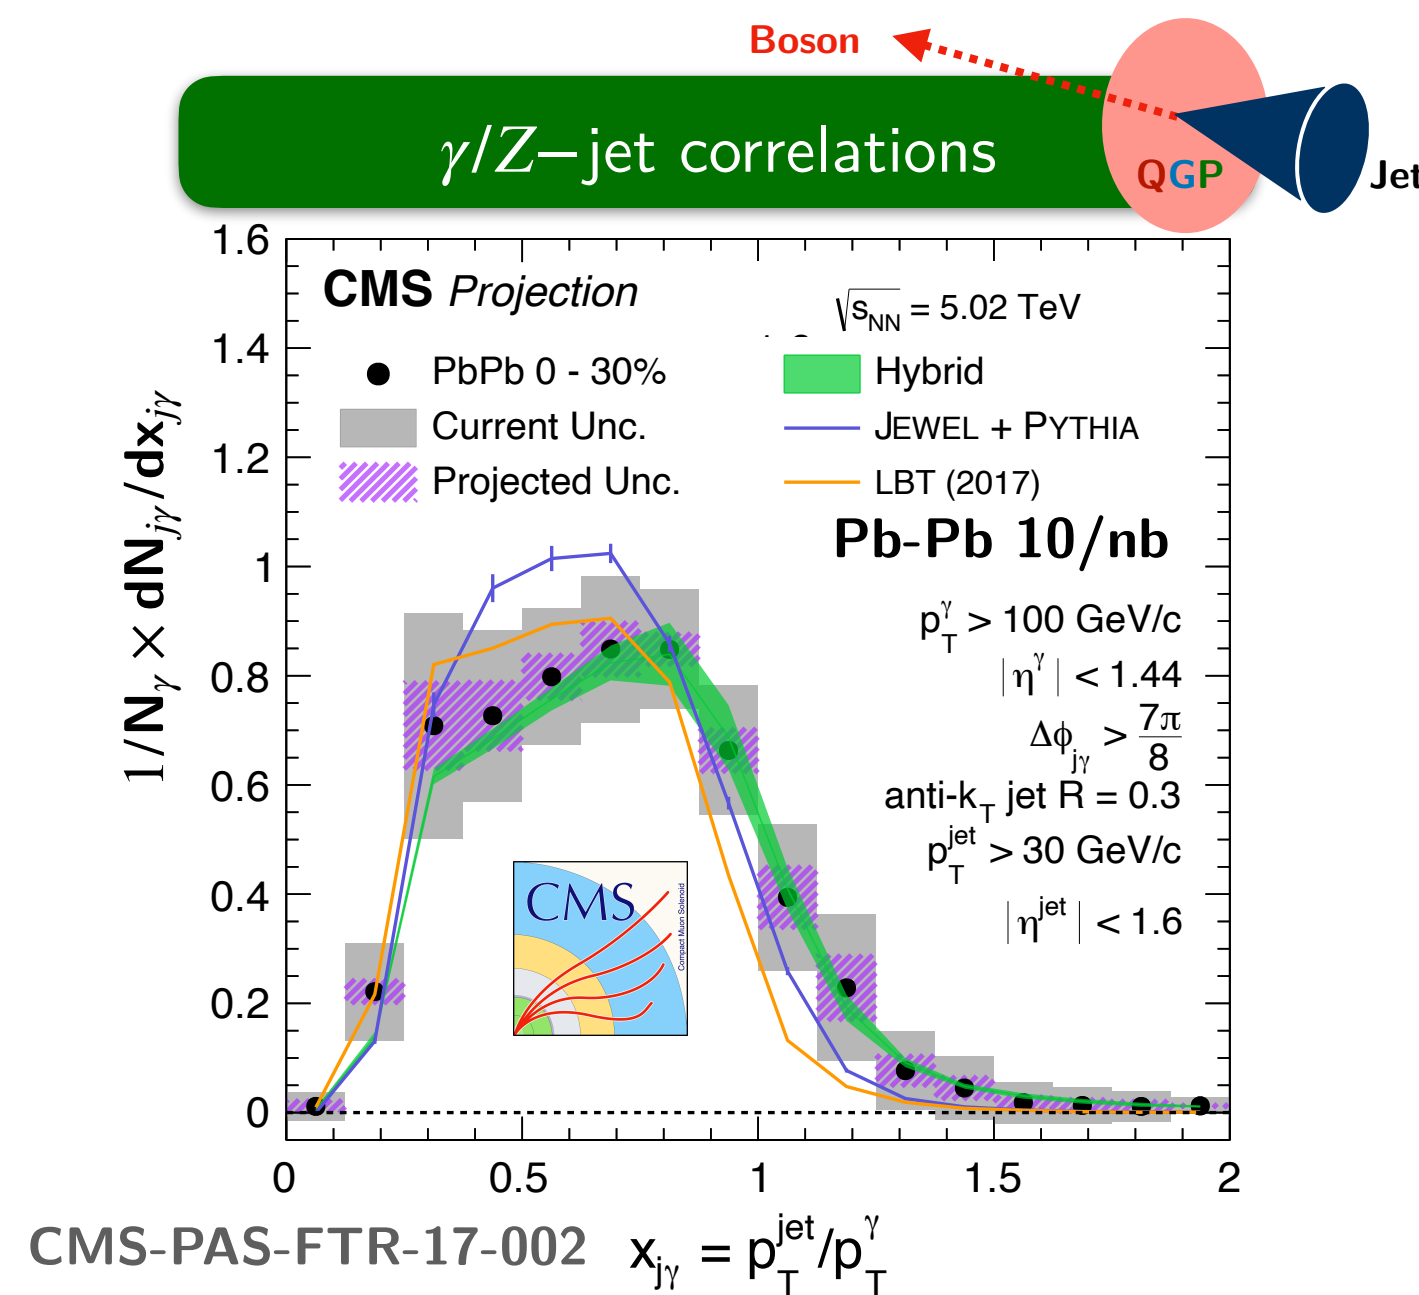 Boson
γ/Z–jet correlations
QGP
Jet
1.6
1.4
1.2
1
0.8
0.6
0.4
0.2
0
1/Nγ × dNjγ/dxjγ
CMS Projection
√sNN = 5.02 TeV
PbPb 0 - 30%
Current Unc.
Projected Unc.
Hybrid
JEWEL + PYTHIA
LBT (2017)
Pb-Pb 10/nb
pTγ > 100 GeV/c
|ηγ| < 1.44
Δϕjγ > 7π/8
anti-kT jet R = 0.3
pTjet > 30 GeV/c
|ηjet| < 1.6
CMS
Compact Muon Solenoid
0 0.5 1 1.5 2
CMS-PAS-FTR-17-002
xjγ = pTjet/pTγ